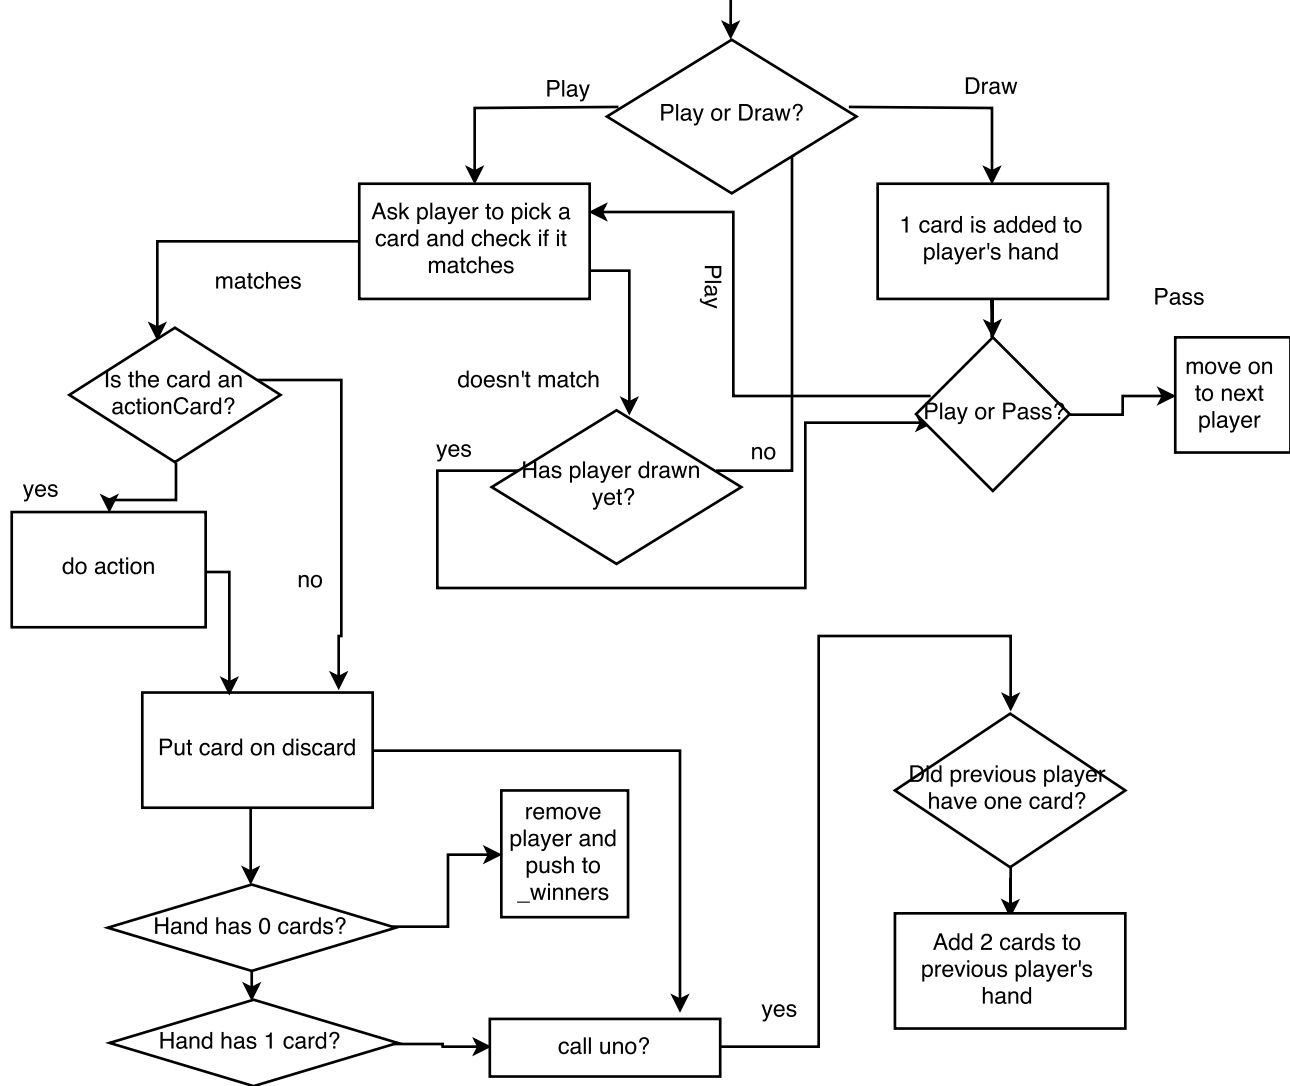 Play
Draw
Play or Draw?
Ask player to pick a
card and check if it
matches
1 card is added to
player's hand
matches
Play
Pass
Is the card an
actionCard?
doesn't match
Play or Pass?
move on
to next
player
yes
Has player drawn
yet?
no
yes
do action
no
Put card on discard
remove
player and
push to
_winners
Did previous player
have one card?
Hand has 0 cards?
Add 2 cards to
previous player's
hand
Hand has 1 card?
call uno?
yes